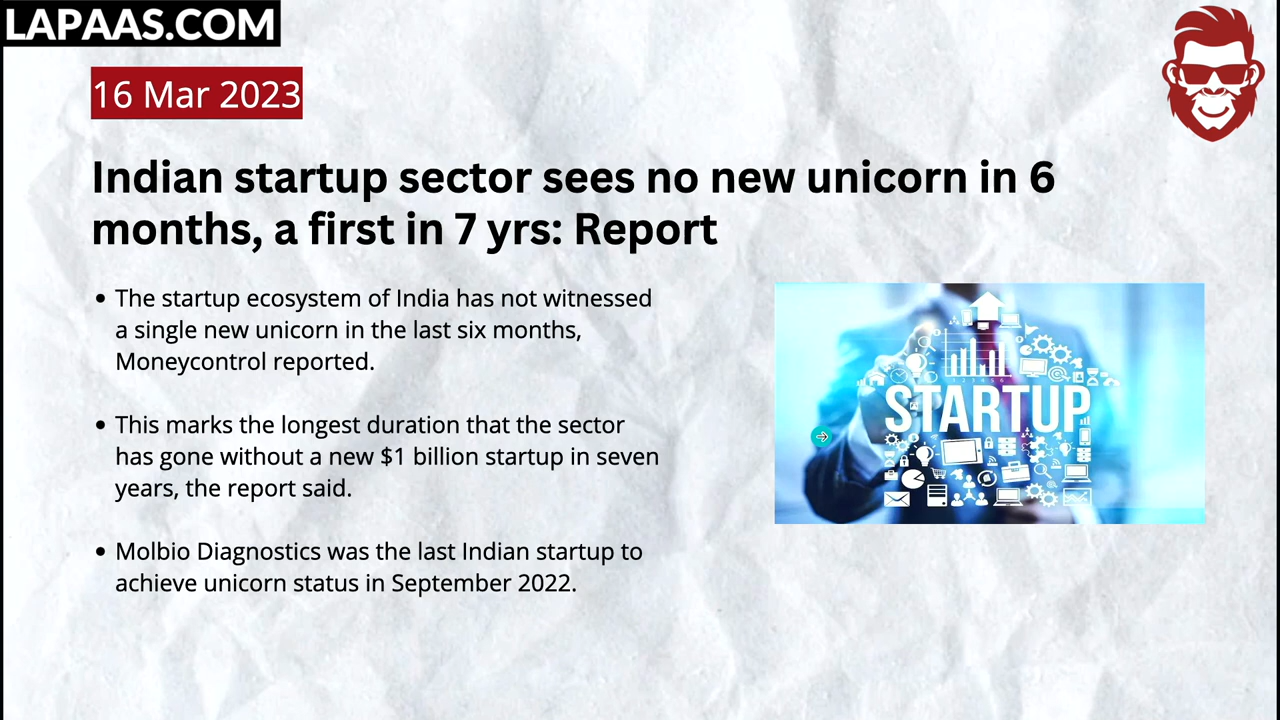 LAPAAS.COM
16 Mar 2023
Indian startup sector sees no new unicorn in 6
months, a first in 7 yrs: Report
• The startup ecosystem of India has not witnessed
a single new unicorn in the last six months,
Moneycontrol reported.
• This marks the longest duration that the sector
has gone without a new $1 billion startup in seven
years, the report said.
• Molbio Diagnostics was the last Indian startup to
achieve unicorn status in September 2022.
STARTUP